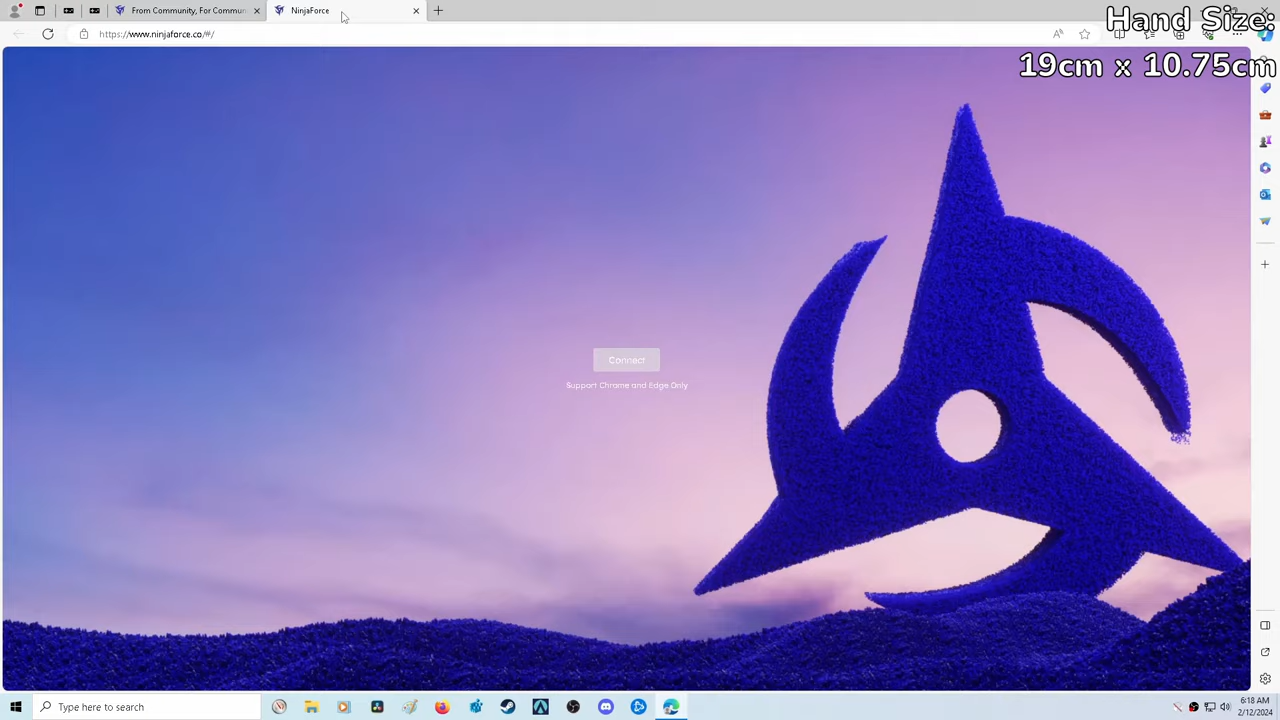 From Community, For Commun
NinjaForce
Hand Size:
https://www.ninjaforce.co/#/
19cm x 10.75cm
Connect
Support Chrome and Edge Only
Type here to search
6:18 AM
2/12/2024